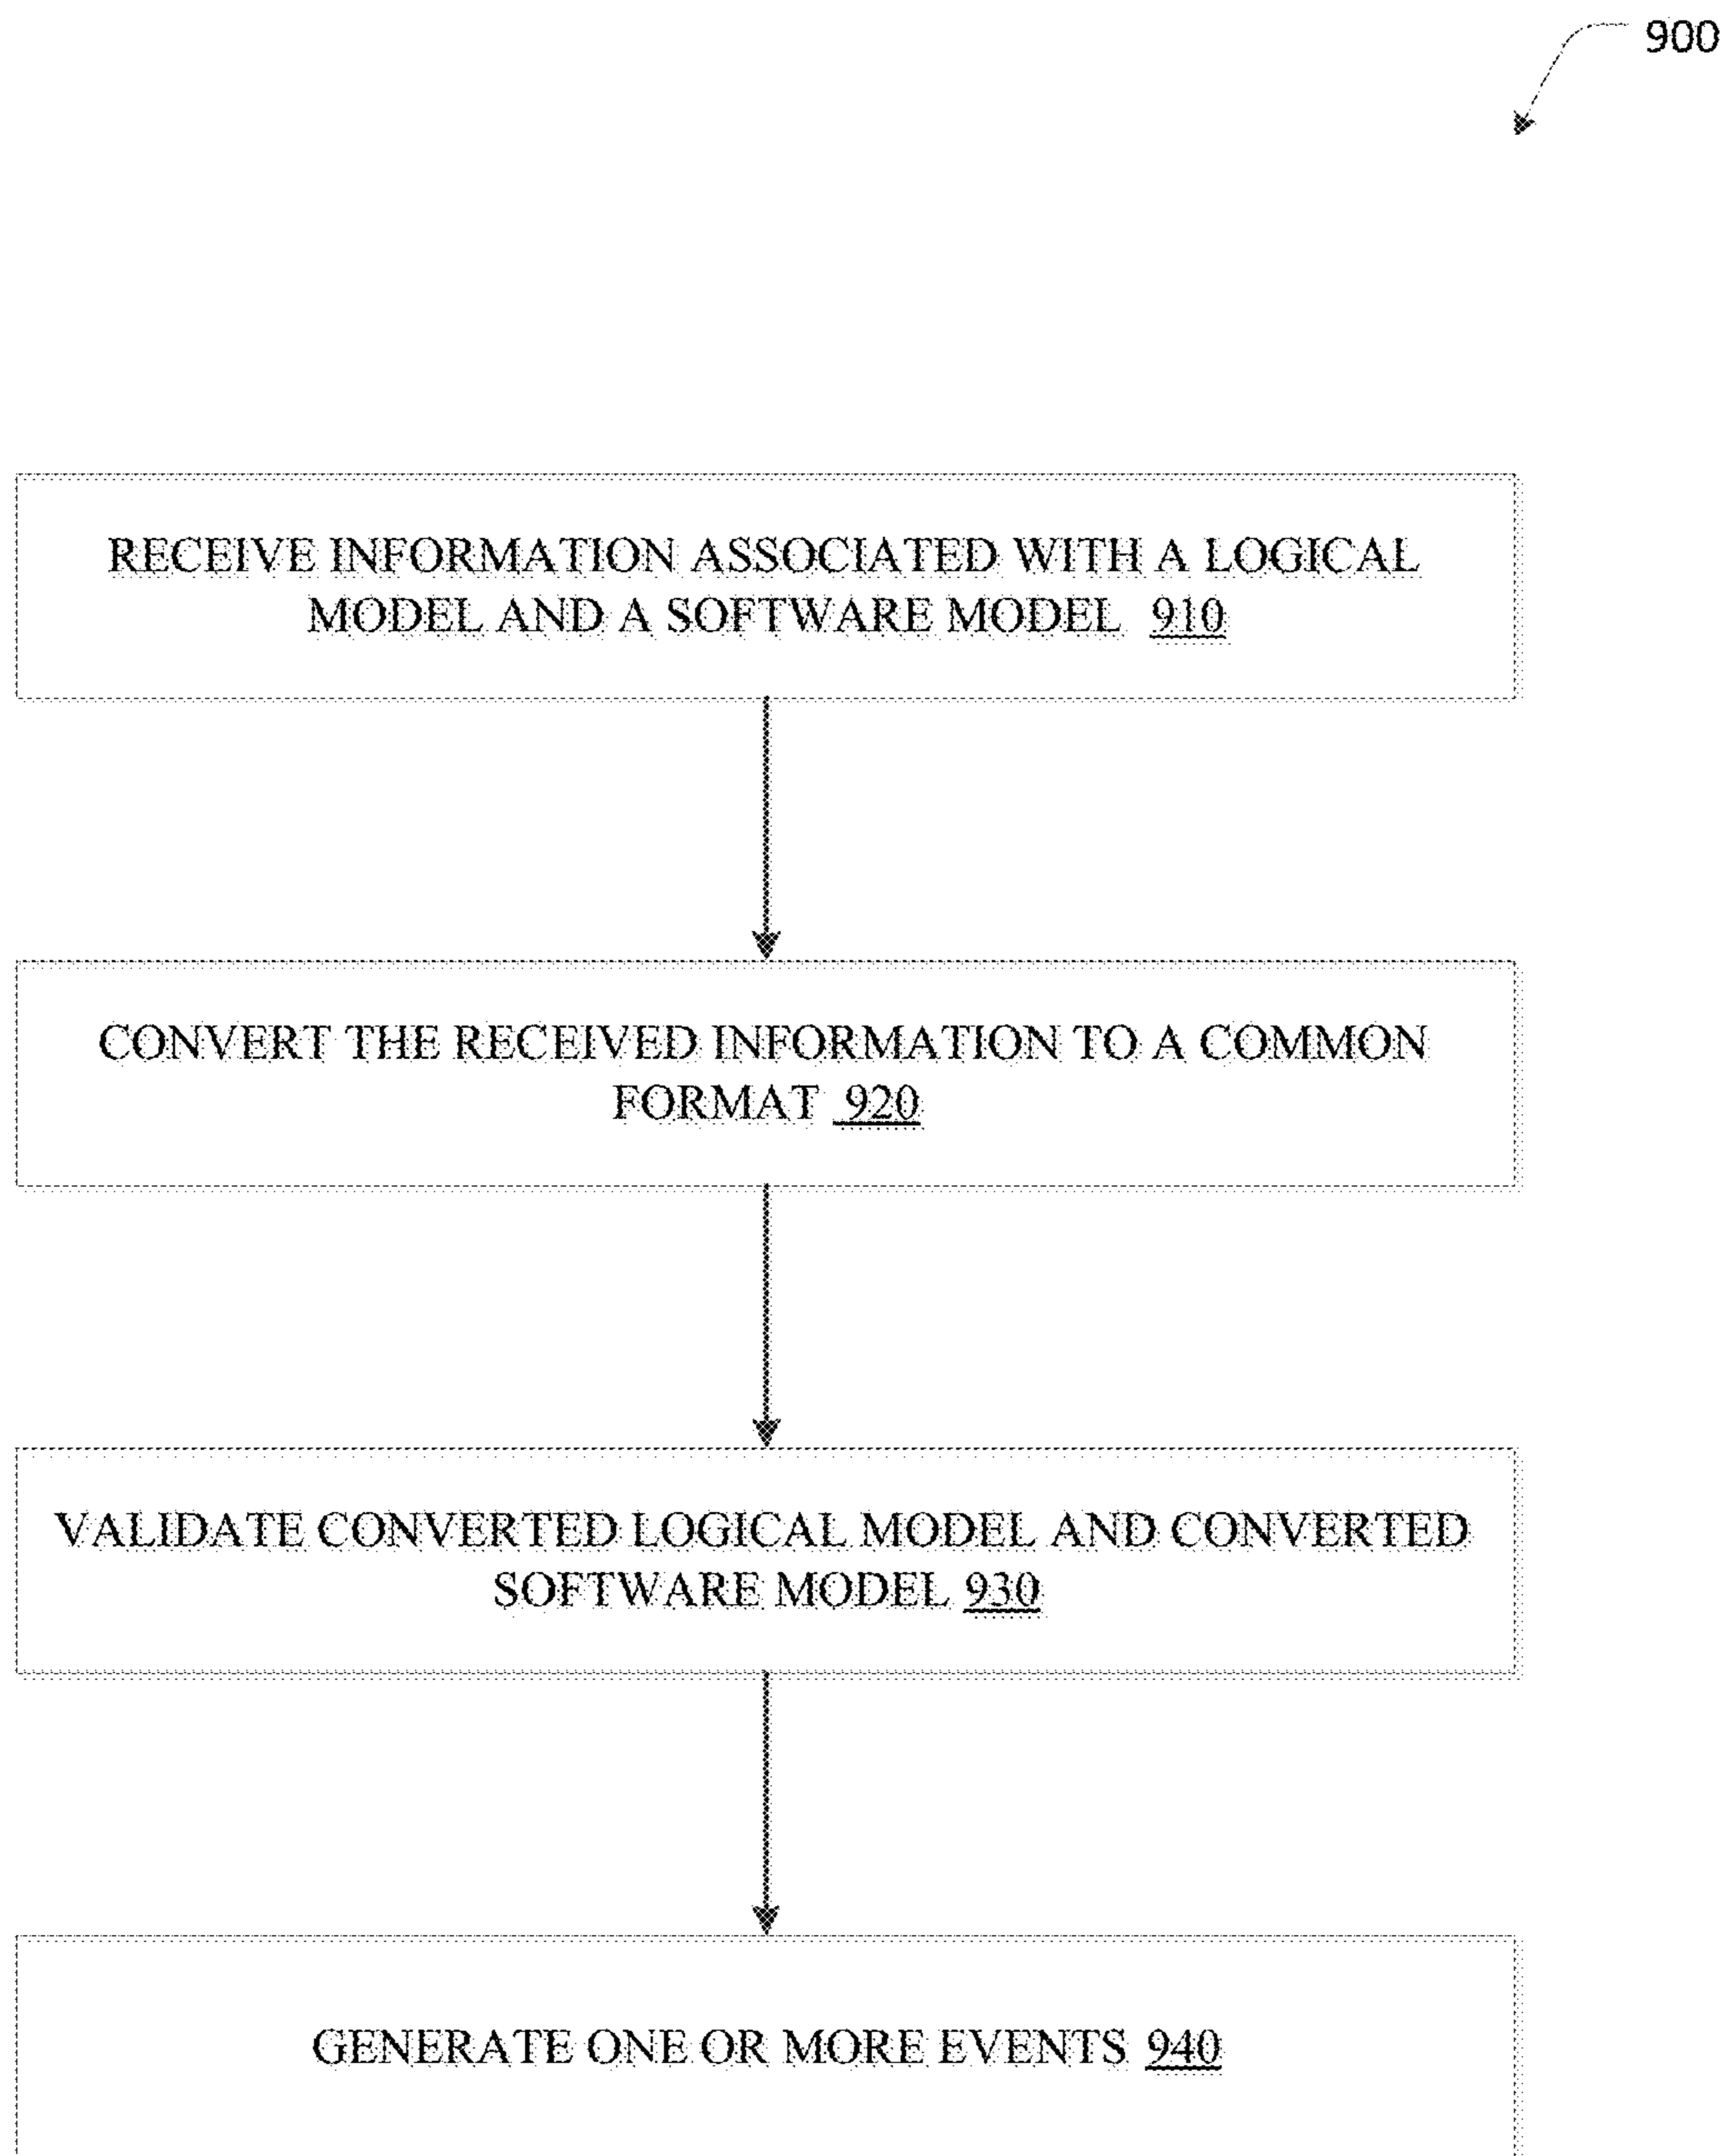 900
RECEIVE INFORMATION ASSOCIATED WITH A LOGICAL
MODEL AND A SOFTWARE MODEL 910
CONVERT THE RECEIVED INFORMATION TO A COMMON
FORMAT 920
VALIDATE CONVERTED LOGICAL MODEL AND CONVERTED
SOFTWARE MODEL 930
GENERATE ONE OR MORE EVENTS 940